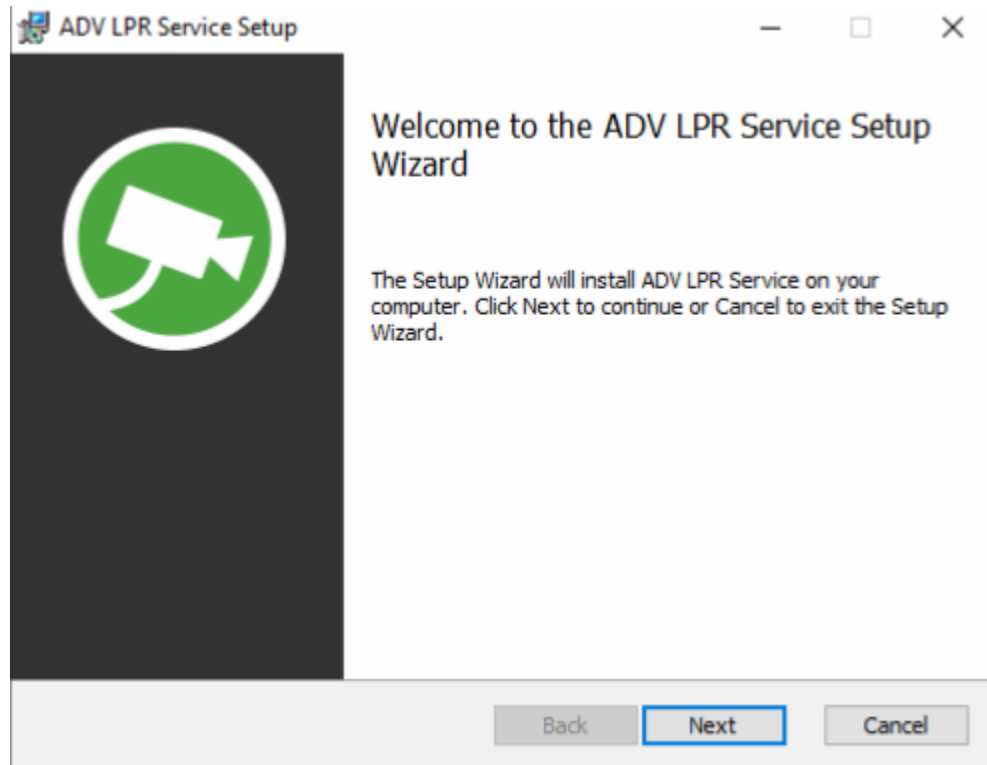 ADV LPR Service Setup
Welcome to the ADV LPR Service Setup
Wizard
The Setup Wizard will install ADV LPR Service on your
computer. Click Next to continue or Cancel to exit the Setup
Wizard.
Back Next Cancel